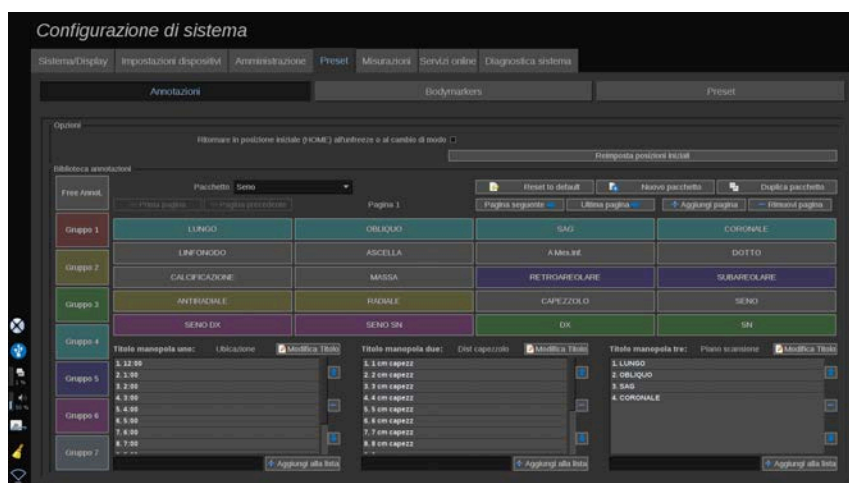 Configurazione di sistema
Sistema/Display Impostazioni dispositivi Amministrazione Preset Misurazioni Servizi online Diagnostica sistema
Annotazioni Bodymarkers Preset
Opzioni
Ritornare in posizione iniziale (HOME) all'unfreeze o al cambio di modo
Reimposta posizioni iniziali
Biblioteca annotazioni
Free Annot. Pacchetto Seno Reset to default Nuovo pacchetto Duplica pacchetto
Prima pagina Pagina precedente Pagina 1 Pagina seguente Ultima pagina Aggiungi pagina Rimuovi pagina
Gruppo 1 LUNGO OBLIQUO SAG CORONALE
LINFONODO ASCELLA A Mex.Inf. DOTTO
Gruppo 2
CALCIFICAZIONE MASSA RETROAREOLARE SUBAREOLARE
Gruppo 3 ANTIRADIALE RADIALE CAPEZZOLO SENO
SENO DX SENO SN DX SN
Gruppo 4
Titolo manopola uno: Ubicazione Modifica Titolo Titolo manopola due: Dist capezzolo Modifica Titolo Titolo manopola tre: Piano scansione Modifica Titolo
1. 12:00 1. 1 cm capezz 1. LUNGO
2. 1:00 2. 2 cm capezz 2. OBLIQUO
Gruppo 5
3. 2:00 3. 3 cm capezz 3. SAG
4. 3:00 4. 4 cm capezz 4. CORONALE
5. 4:00 5. 5 cm capezz
Gruppo 6
6. 5:00 6. 6 cm capezz
7. 6:00 7. 7 cm capezz
8. 7:00 8. 8 cm capezz
Gruppo 7
Aggiungi alla lista Aggiungi alla lista Aggiungi alla lista